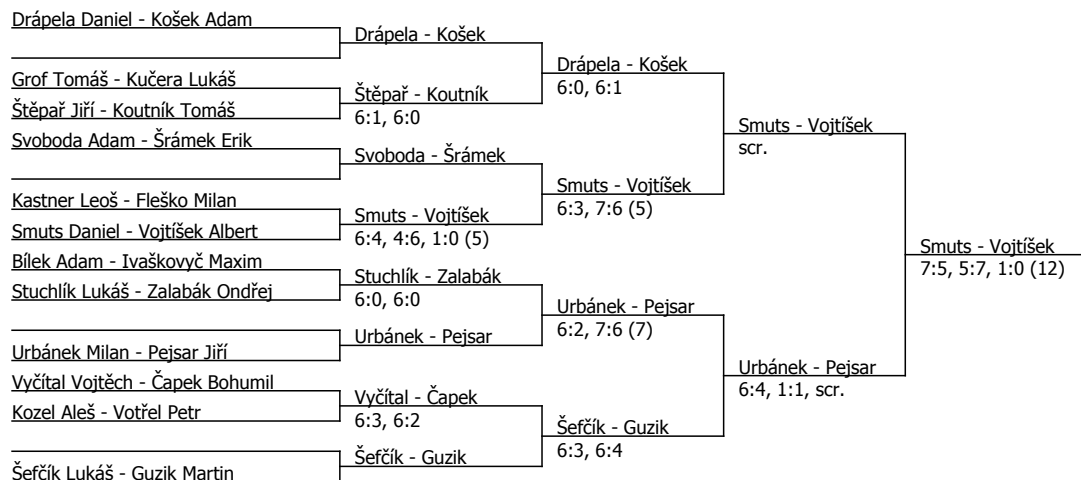 Drápela Daniel - Košek Adam
Grof Tomáš - Kučera Lukáš
Štěpař Jiří - Koutník Tomáš
Svoboda Adam - Šrámek Erik
Kastner Leoš - Fleško Milan
Smuts Daniel - Vojtíšek Albert
Bílek Adam - Ivaškovyč Maxim
Stuchlík Lukáš - Zalabák Ondřej
Urbánek Milan - Pejsar Jiří
Vyčítal Vojtěch - Čapek Bohumil
Kozel Aleš - Votřel Petr
Šefčík Lukáš - Guzik Martin
Drápela - Košek
Štěpař - Koutník
6:1, 6:0
Svoboda - Šrámek
Smuts - Vojtíšek
6:4, 4:6, 1:0 (5)
Stuchlík - Zalabák
6:0, 6:0
Urbánek - Pejsar
Vyčítal - Čapek
6:3, 6:2
Šefčík - Guzik
Drápela - Košek
6:0, 6:1
Smuts - Vojtíšek
6:3, 7:6 (5)
Urbánek - Pejsar
6:2, 7:6 (7)
Šefčík - Guzik
6:3, 6:4
Smuts - Vojtíšek
scr.
Urbánek - Pejsar
6:4, 1:1, scr.
Smuts - Vojtíšek
7:5, 5:7, 1:0 (12)